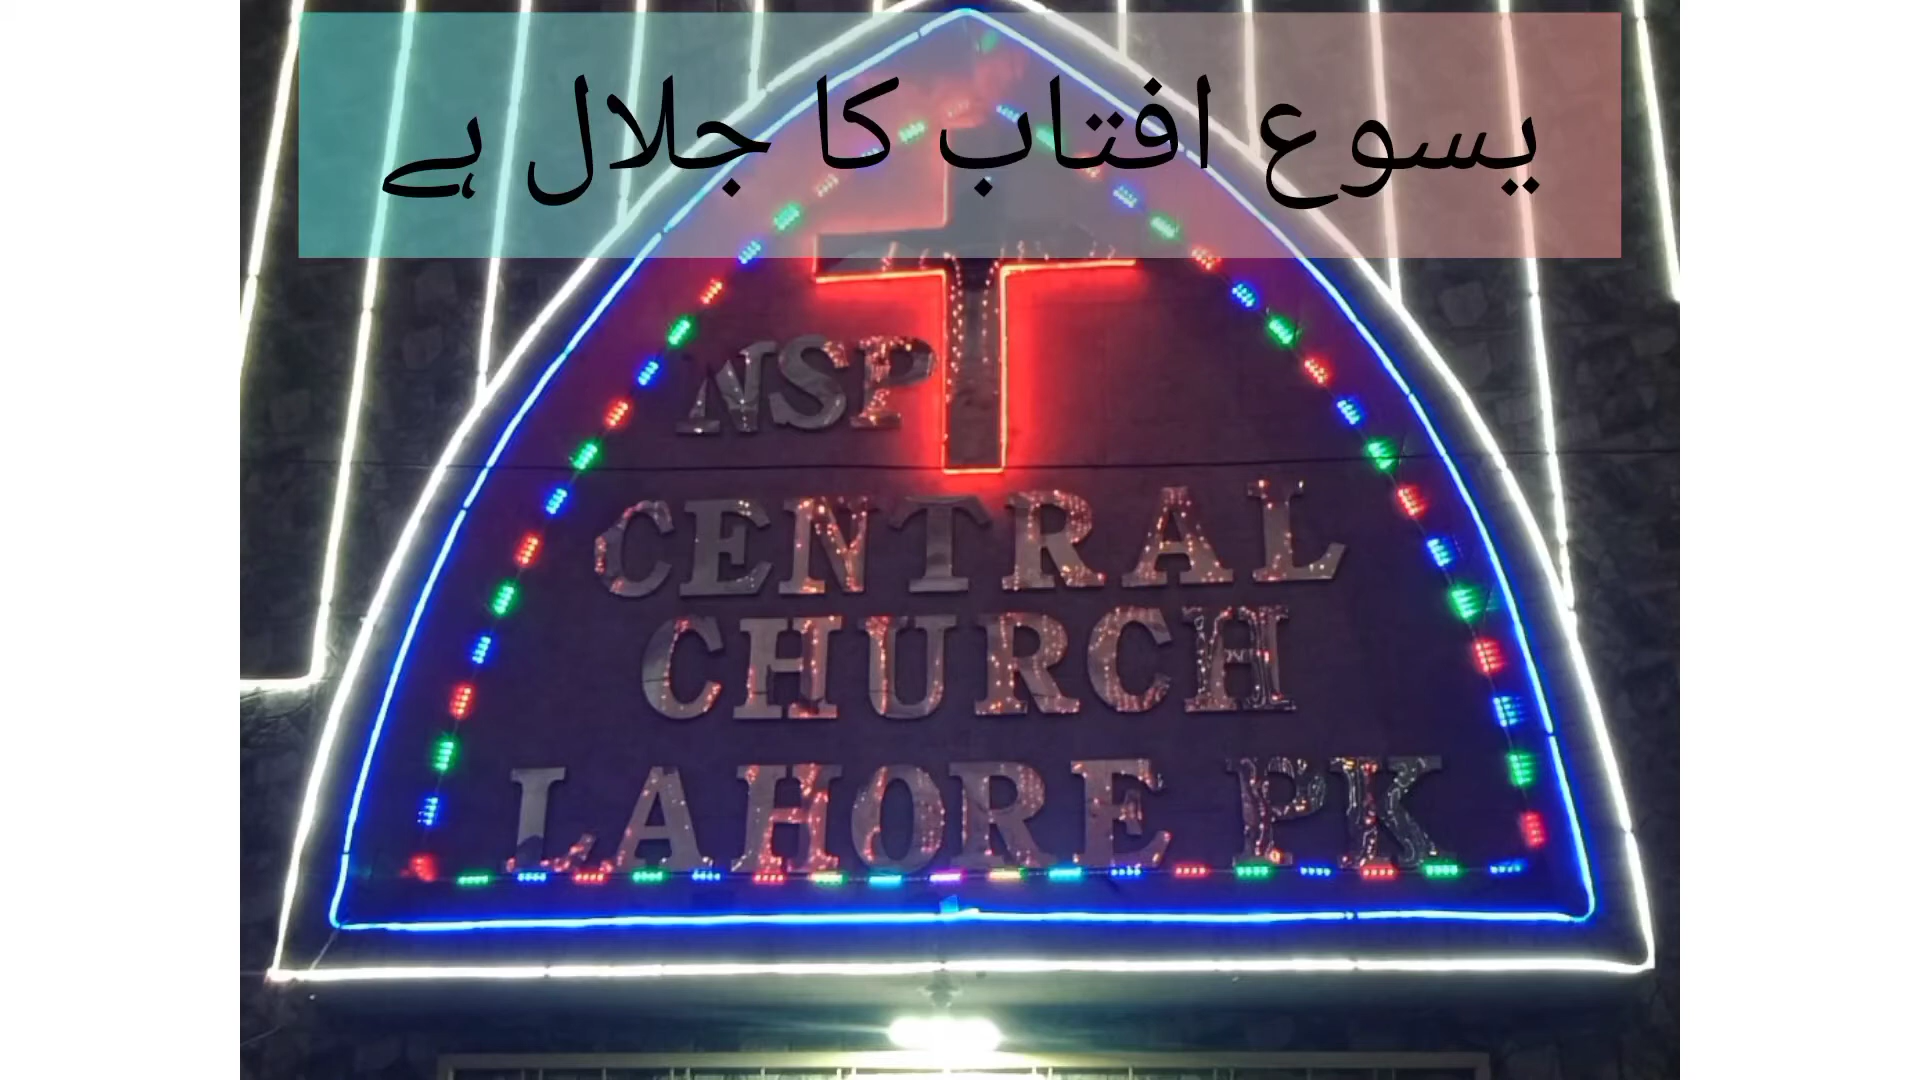 یسوع افتاب کا جلال ہے
NSP
CENTRAL
CHURCH
LAHORE PK